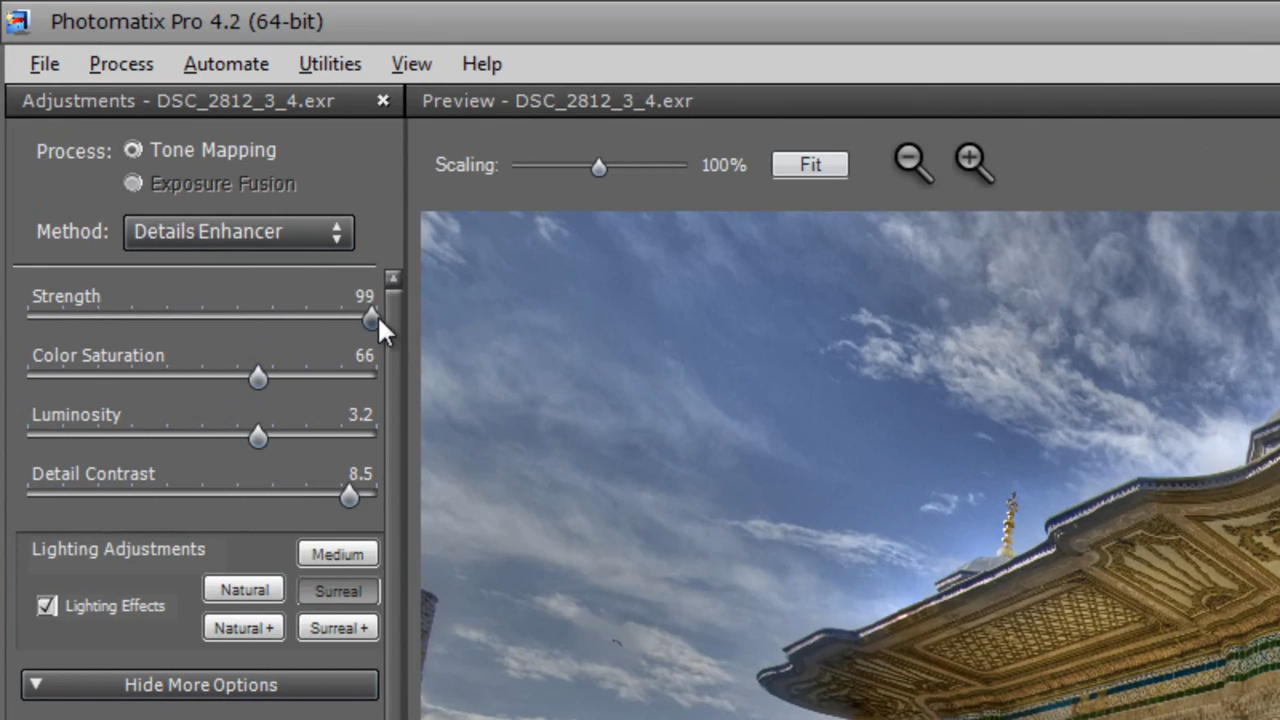 Photomatix Pro 4.2 (64-bit)
File Process Automate Utilities View Help
Adjustments - DSC_2812_3_4.exr
Preview - DSC_2812_3_4.exr
Process: Tone Mapping
Exposure Fusion
Scaling: 100% Fit
Method: Details Enhancer
Strength 99
Color Saturation 66
Luminosity 3.2
Detail Contrast 8.5
Lighting Adjustments Medium
Lighting Effects Natural Surreal
Natural + Surreal +
Hide More Options